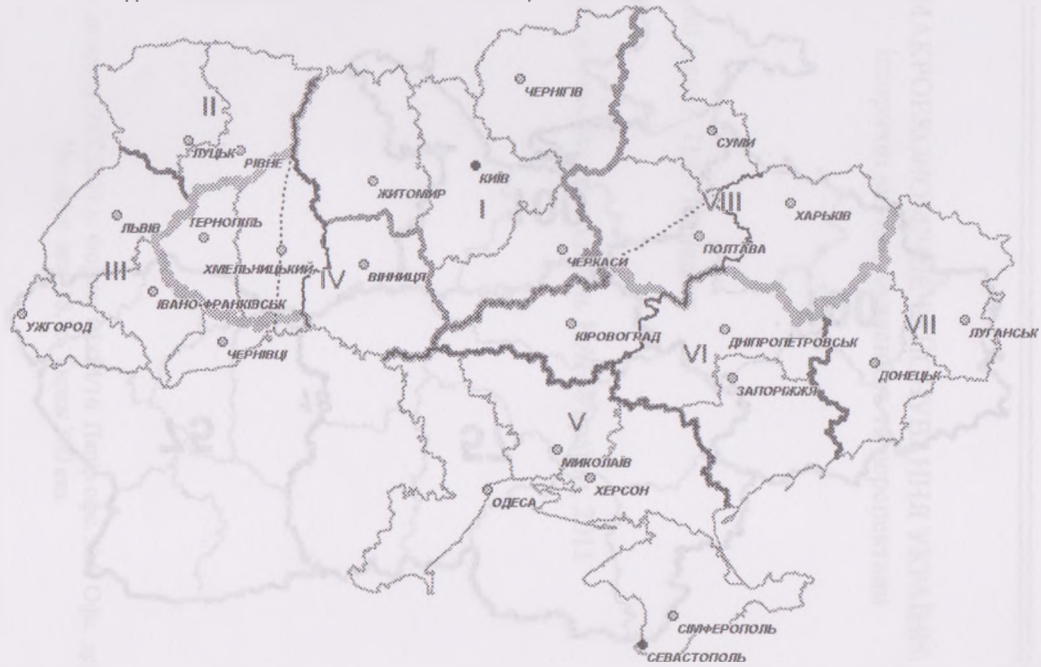 ЧЕРНІГІВ
II
СУМИ
ЛУЦЬК
РІВНЕ
КИЇВ
ЖИТОМИР
VIII
ХАРЬКІВ
I
ЛЬВІВ
ТЕРНОПІЛЬ
ПОЛТАВА
ЧЕРКАСИ
ХМЕЛЬНИЦЬКИЙ
III
IV
ВІННИЦЯ
ІВАНО-ФРАНКІВСЬК
УЖГОРОД
VII
ЛУГАНСЬК
КІРОВОГРАД
ДНІПРОПЕТРОВСЬК
ЧЕРНІВЦІ
VI
ДОНЕЦЬК
ЗАПОРІЖЖЯ
V
МИКОЛАЇВ
ХЕРСОН
ОДЕСА
СІМФЕРОПОЛЬ
СЕВАСТОПОЛЬ